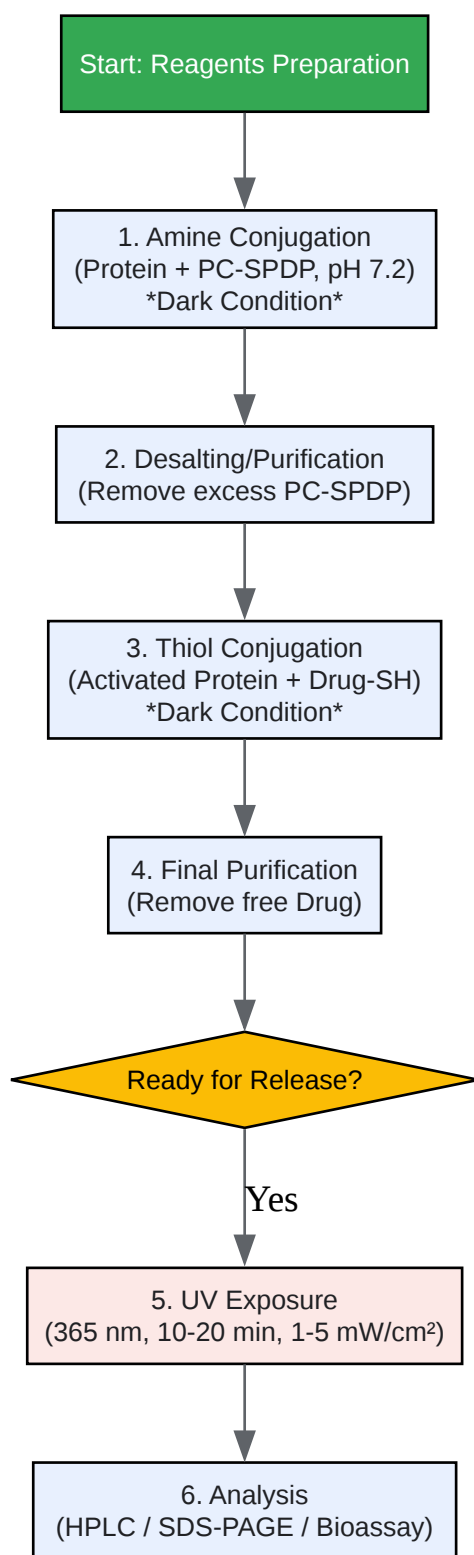 Start: Reagents Preparation
1. Amine Conjugation
(Protein + PC-SPDP, pH 7.2)
*Dark Condition*
2. Desalting/Purification
(Remove excess PC-SPDP)
3. Thiol Conjugation
(Activated Protein + Drug-SH)
*Dark Condition*
4. Final Purification
(Remove free Drug)
Ready for Release?
Yes
5. UV Exposure
(365 nm, 10-20 min, 1-5 mW/cm²)
6. Analysis
(HPLC / SDS-PAGE / Bioassay)